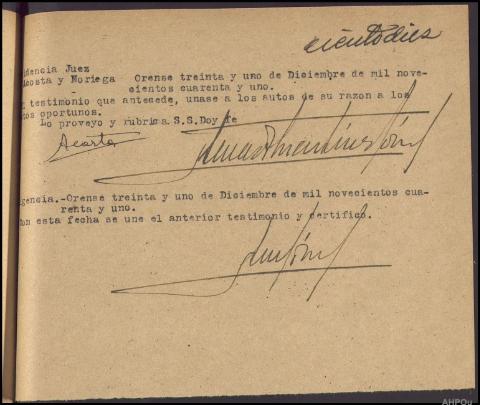 cientodiez
idencia Juez
Acosta y Noriega Orense treinta y uno de Diciembre de mil nove-
cientos cuarenta y uno.
testimonio que antecede, unase a los autos de su razon a los
tos oportunos.
Lo proveyo y rubrica S.S.Doy fe
Acosta
gencia.-Orense treinta y uno de Diciembre de mil novecientos cua-
renta y uno.
on esta fecha se une el anterior testimonio y certifico.
AHPOu